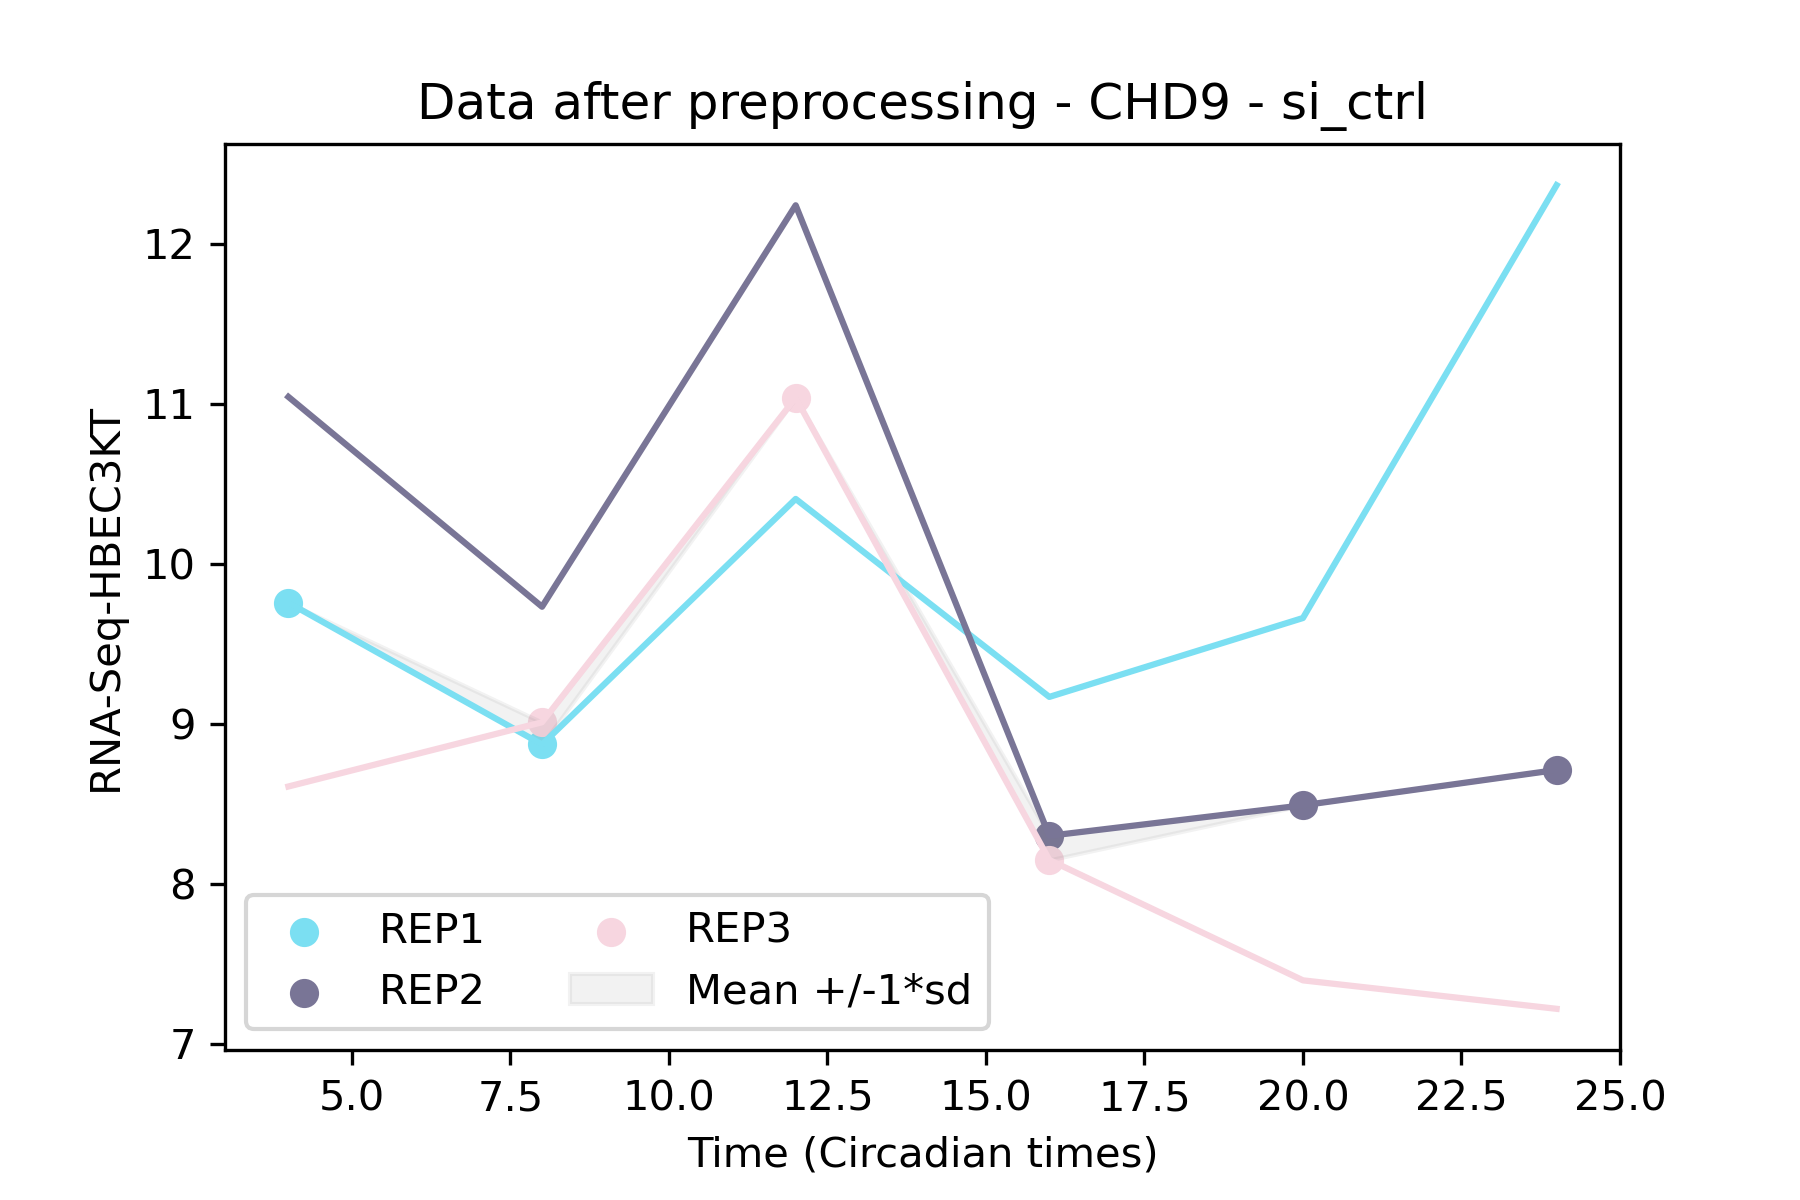 Data after preprocessing - CHD9 - si_ctrl
RNA-Seq-HBEC3KT
12
11
10
9
8
7
REP1
REP2
REP3
Mean +/-1*sd
5.0 7.5 10.0 12.5 15.0 17.5 20.0 22.5 25.0
Time (Circadian times)